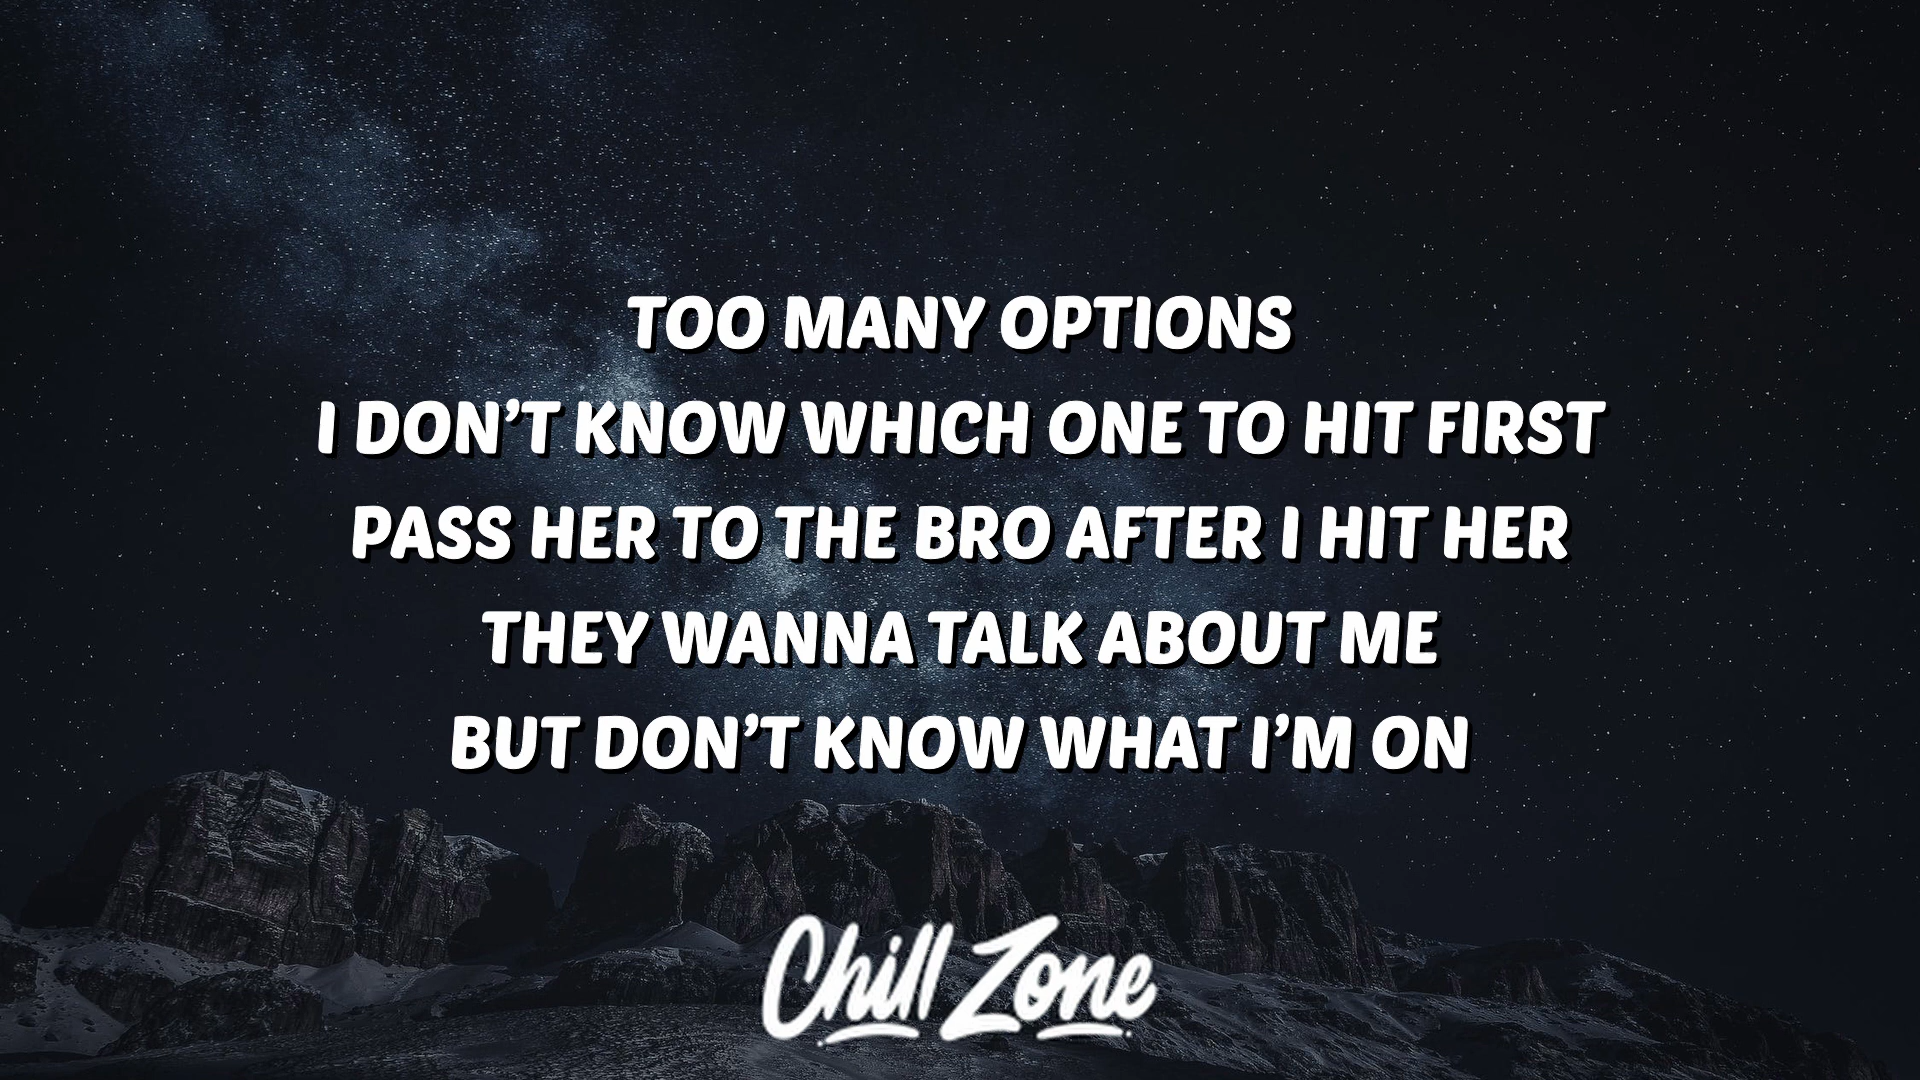 TOO MANY OPTIONS
I DON’T KNOW WHICH ONE TO HIT FIRST
PASS HER TO THE BRO AFTER I HIT HER
THEY WANNA TALK ABOUT ME
BUT DON’T KNOW WHAT I’M ON
Chill Zone